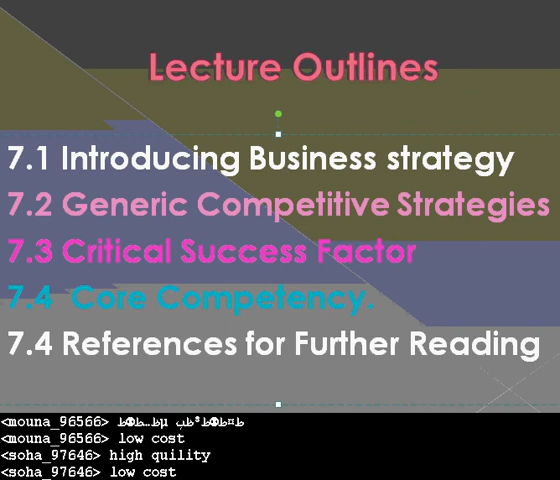 Lecture Outlines
7.1 Introducing Business strategy
7.2 Generic Competitive Strategies
7.3 Critical Success Factor
7.4 Core Competency.
7.4 References for Further Reading
<mouna_96566>
<mouna_96566> low cost
<soha_97646> high quility
<soha_97646> low cost